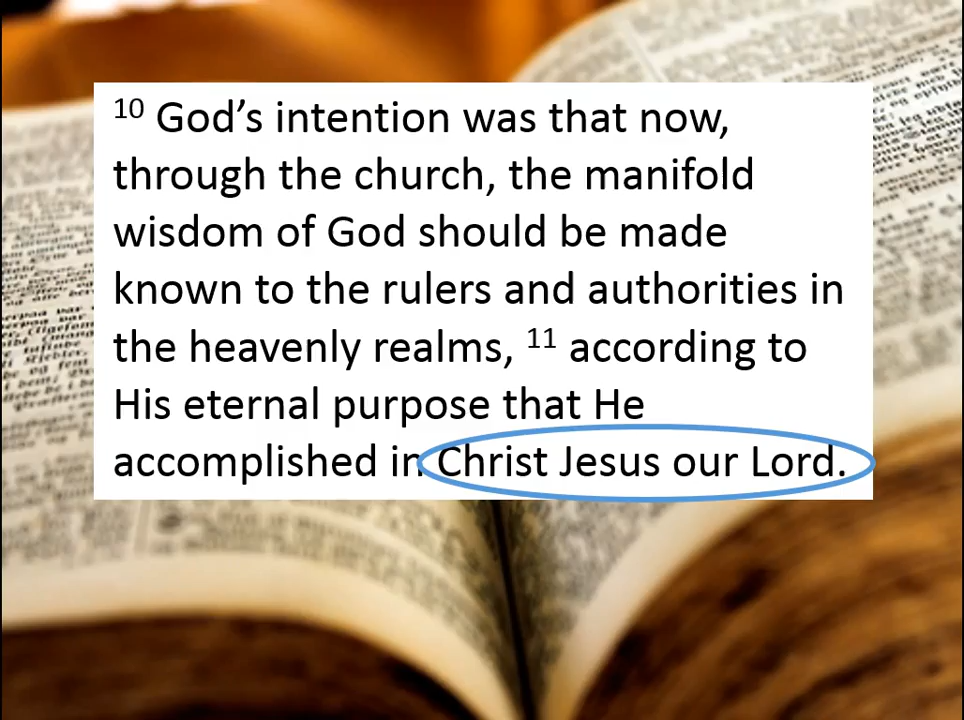 10 God’s intention was that now,
through the church, the manifold
wisdom of God should be made
known to the rulers and authorities in
the heavenly realms, 11 according to
His eternal purpose that He
accomplished in Christ Jesus our Lord.